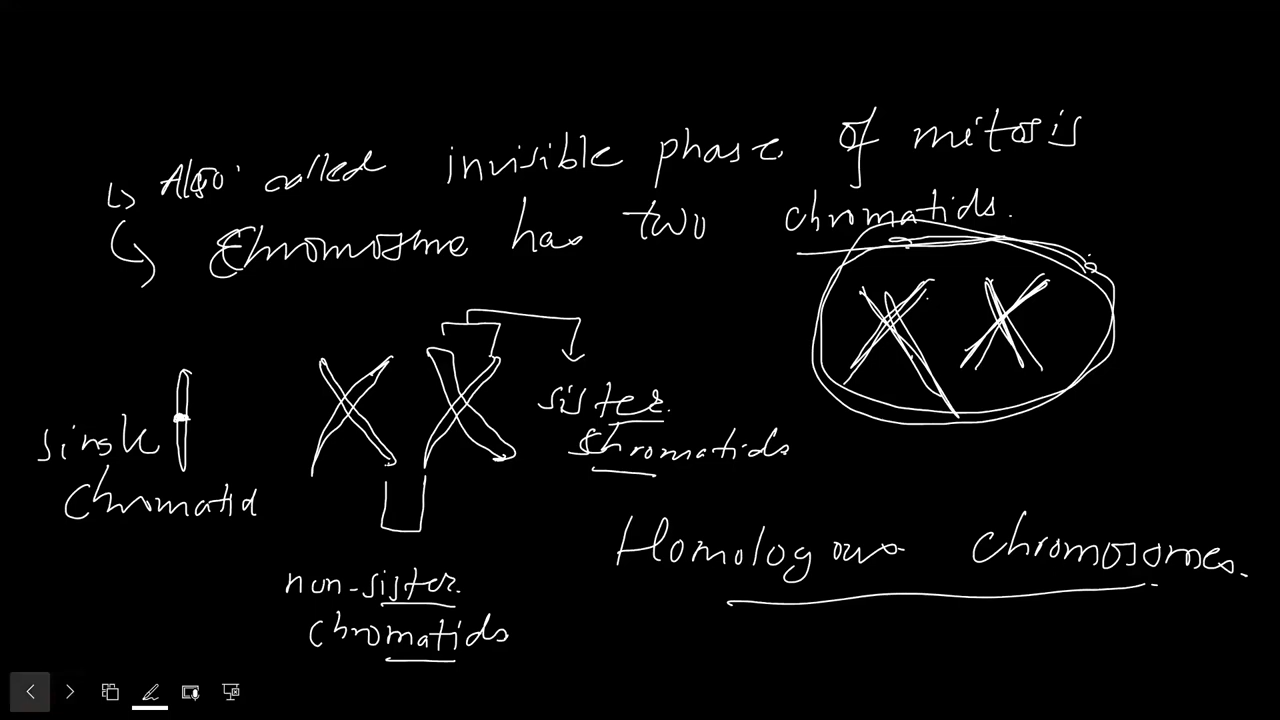 Also called invisible phase of mitosis
Chromosome has two chromatids.
sister
chromatids
single
chromatid
non-sister
chromatids
Homologous chromosomes.